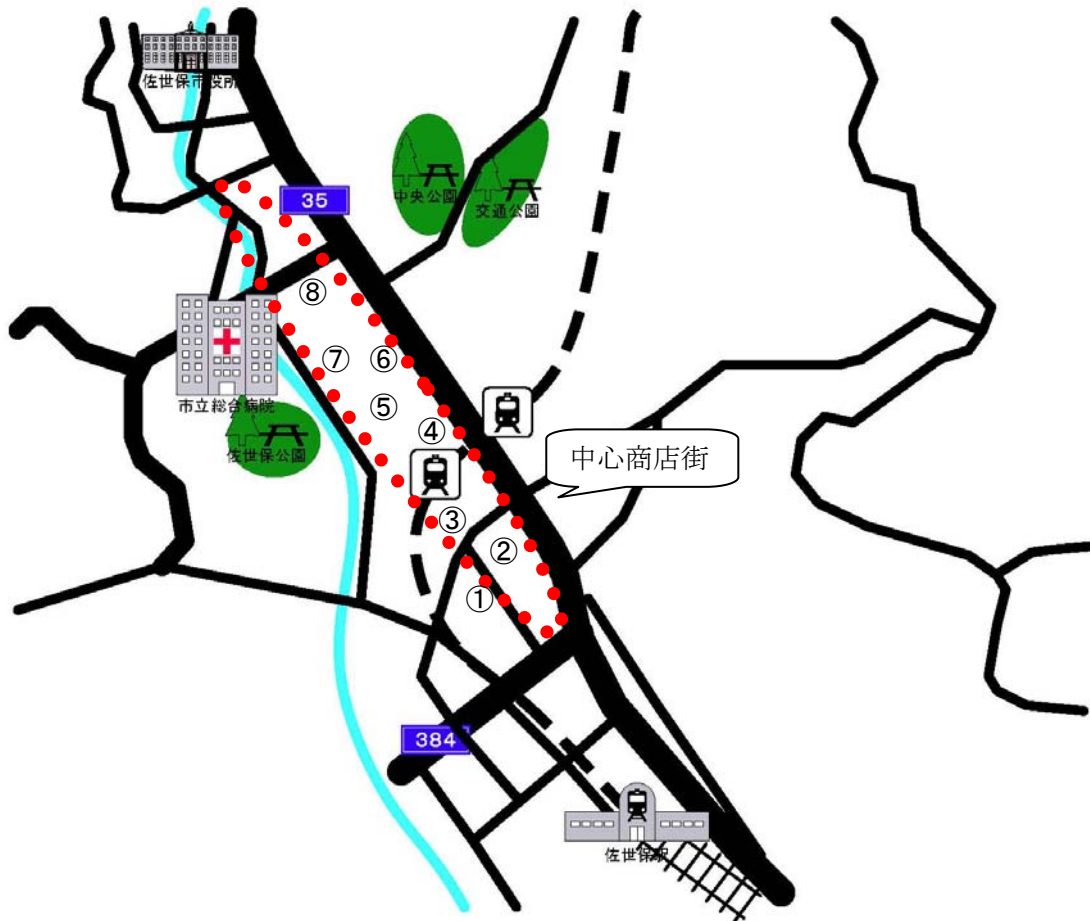 佐世保市役所
35
中央公園
交通公園
⑧
⑦
⑥
市立総合病院
⑤
④
佐世保公園
中心商店街
③
②
①
384
佐世保駅